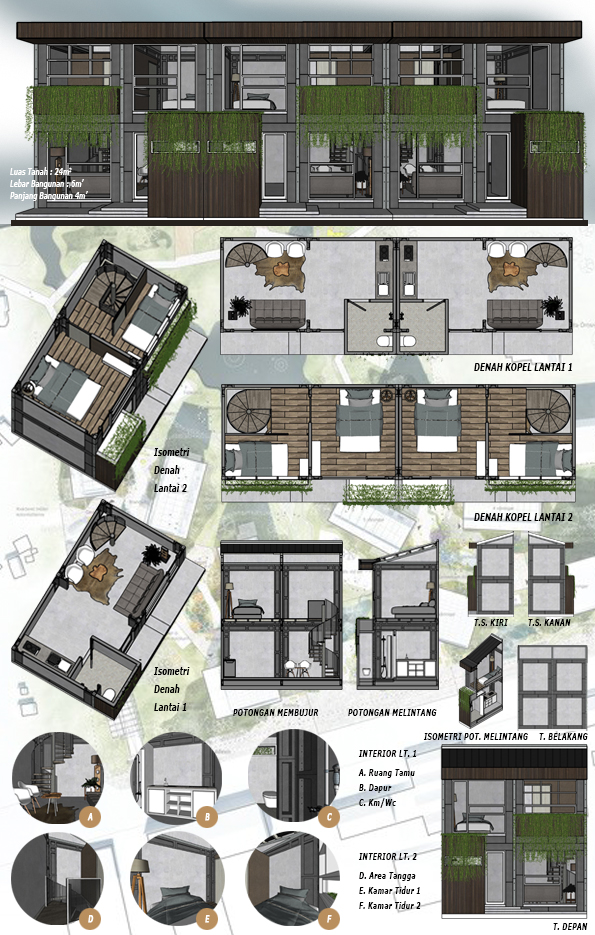 Luas Tanah : 24m²
Lebar Bangunan : 6m'
Panjang Bangunan 4m'
DENAH KOPEL LANTAI 1
Isometri
Denah
Lantai 2
DENAH KOPEL LANTAI 2
Isometri
Denah
Lantai 1
T.S. KIRI
T.S. KANAN
POTONGAN MEMBUJUR
POTONGAN MELINTANG
ISOMETRI POT. MELINTANG
T. BELAKANG
A
B
C
INTERIOR LT. 1
A. Ruang Tamu
B. Dapur
C. Km/Wc
D
E
F
INTERIOR LT. 2
D. Area Tangga
E. Kamar Tidur 1
F. Kamar Tidur 2
T. DEPAN